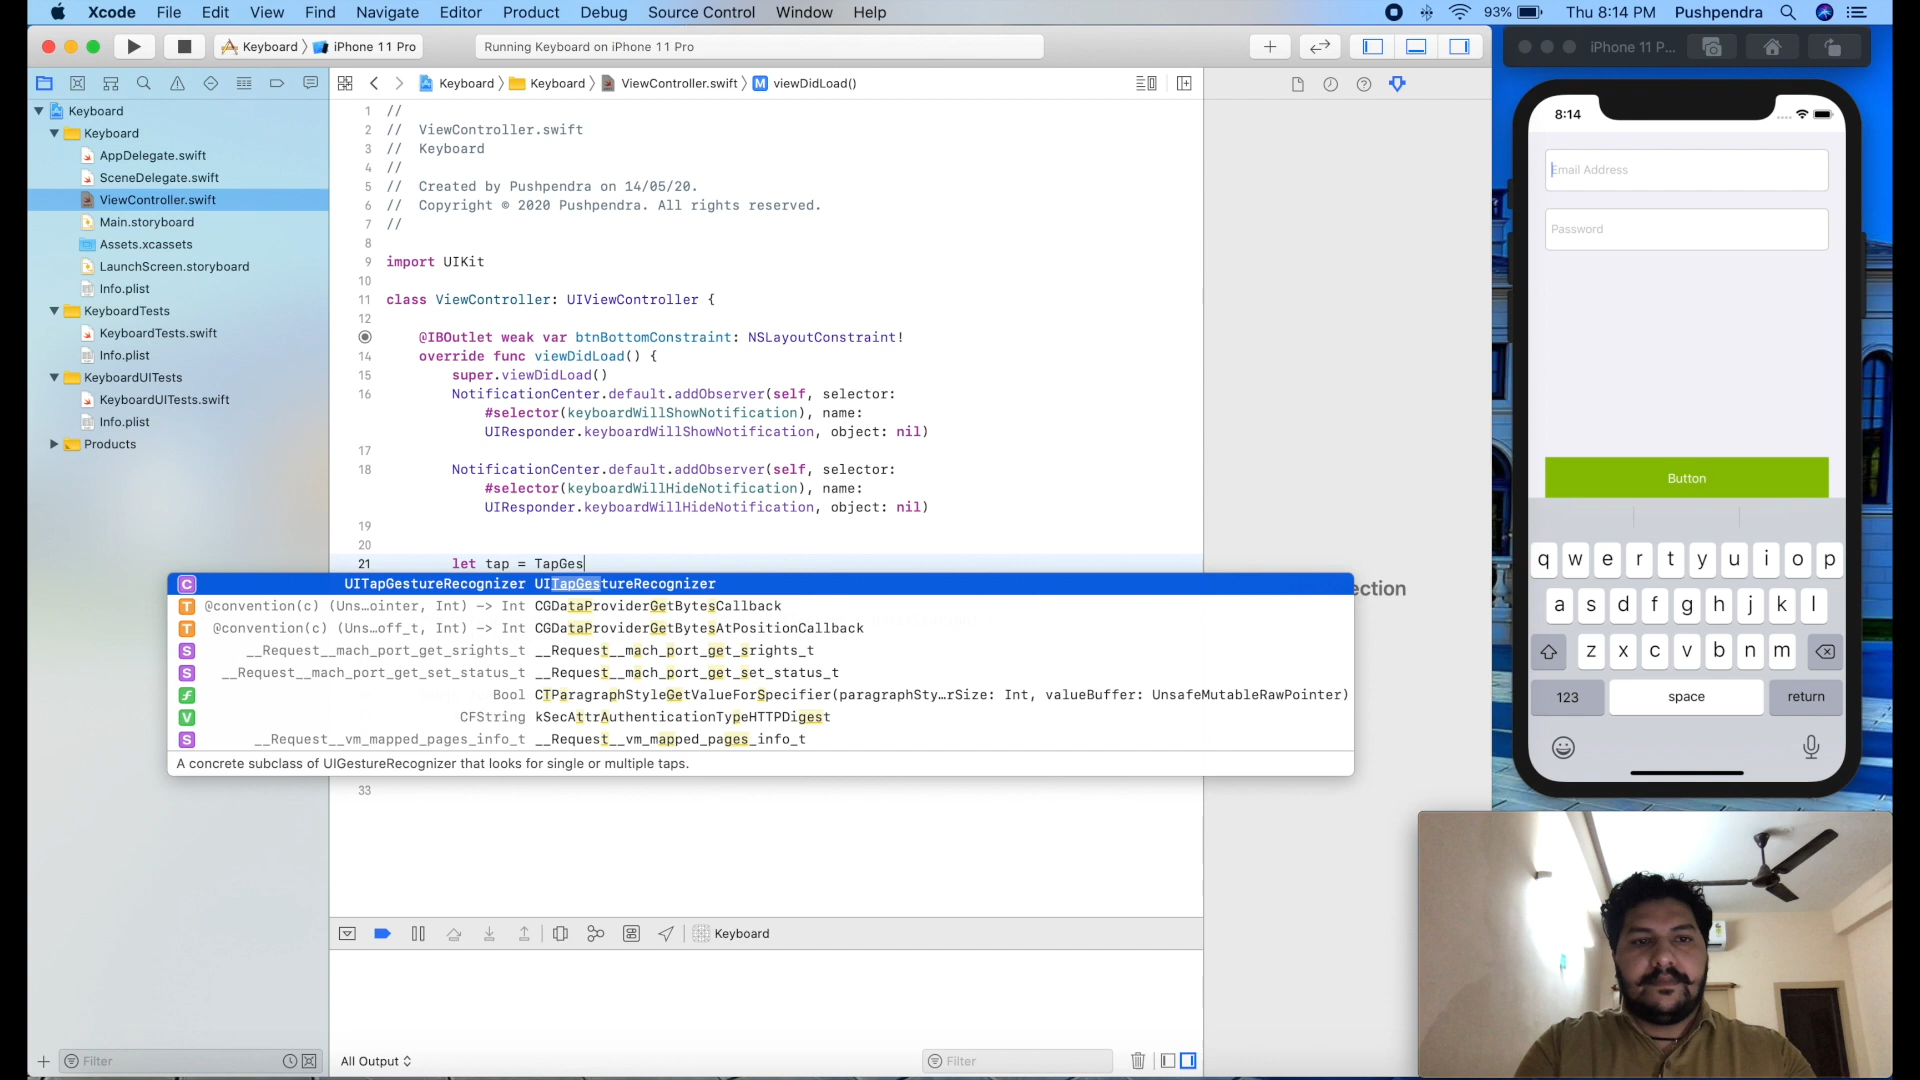 Xcode File Edit View Find Navigate Editor Product Debug Source Control Window Help
93% Thu 8:14 PM Pushpendra
Keyboard 〉 iPhone 11 Pro
Running Keyboard on iPhone 11 Pro
iPhone 11 P...
Keyboard 〉 Keyboard 〉 ViewController.swift 〉 M viewDidLoad()
Keyboard
Keyboard
AppDelegate.swift
SceneDelegate.swift
ViewController.swift
Main.storyboard
Assets.xcassets
LaunchScreen.storyboard
Info.plist
KeyboardTests
KeyboardTests.swift
Info.plist
KeyboardUITests
KeyboardUITests.swift
Info.plist
Products
1 //
2 // ViewController.swift
3 // Keyboard
4 //
5 // Created by Pushpendra on 14/05/20.
6 // Copyright © 2020 Pushpendra. All rights reserved.
7 //
8
9 import UIKit
10
11 class ViewController: UIViewController {
12
@IBOutlet weak var btnBottomConstraint: NSLayoutConstraint!
14 override func viewDidLoad() {
15 super.viewDidLoad()
16 NotificationCenter.default.addObserver(self, selector:
#selector(keyboardWillShowNotification), name:
UIResponder.keyboardWillShowNotification, object: nil)
17
18 NotificationCenter.default.addObserver(self, selector:
#selector(keyboardWillHideNotification), name:
UIResponder.keyboardWillHideNotification, object: nil)
19
20
21 let tap = TapGes
C UITapGestureRecognizer UITapGestureRecognizer
T @convention(c) (Uns…ointer, Int) -> Int CGDataProviderGetBytesCallback
T @convention(c) (Uns…off_t, Int) -> Int CGDataProviderGetBytesAtPositionCallback
S __Request__mach_port_get_srights_t __Request__mach_port_get_srights_t
S __Request__mach_port_get_set_status_t __Request__mach_port_get_set_status_t
f Bool CTParagraphStyleGetValueForSpecifier(paragraphSty…rSize: Int, valueBuffer: UnsafeMutableRawPointer)
V CFString kSecAttrAuthenticationTypeHTTPDigest
S __Request__vm_mapped_pages_info_t __Request__vm_mapped_pages_info_t
A concrete subclass of UIGestureRecognizer that looks for single or multiple taps.
33
ection
Keyboard
Filter
All Output
Filter
8:14
Email Address
Password
Button
q w e r t y u i o p
a s d f g h j k l
z x c v b n m
123 space return